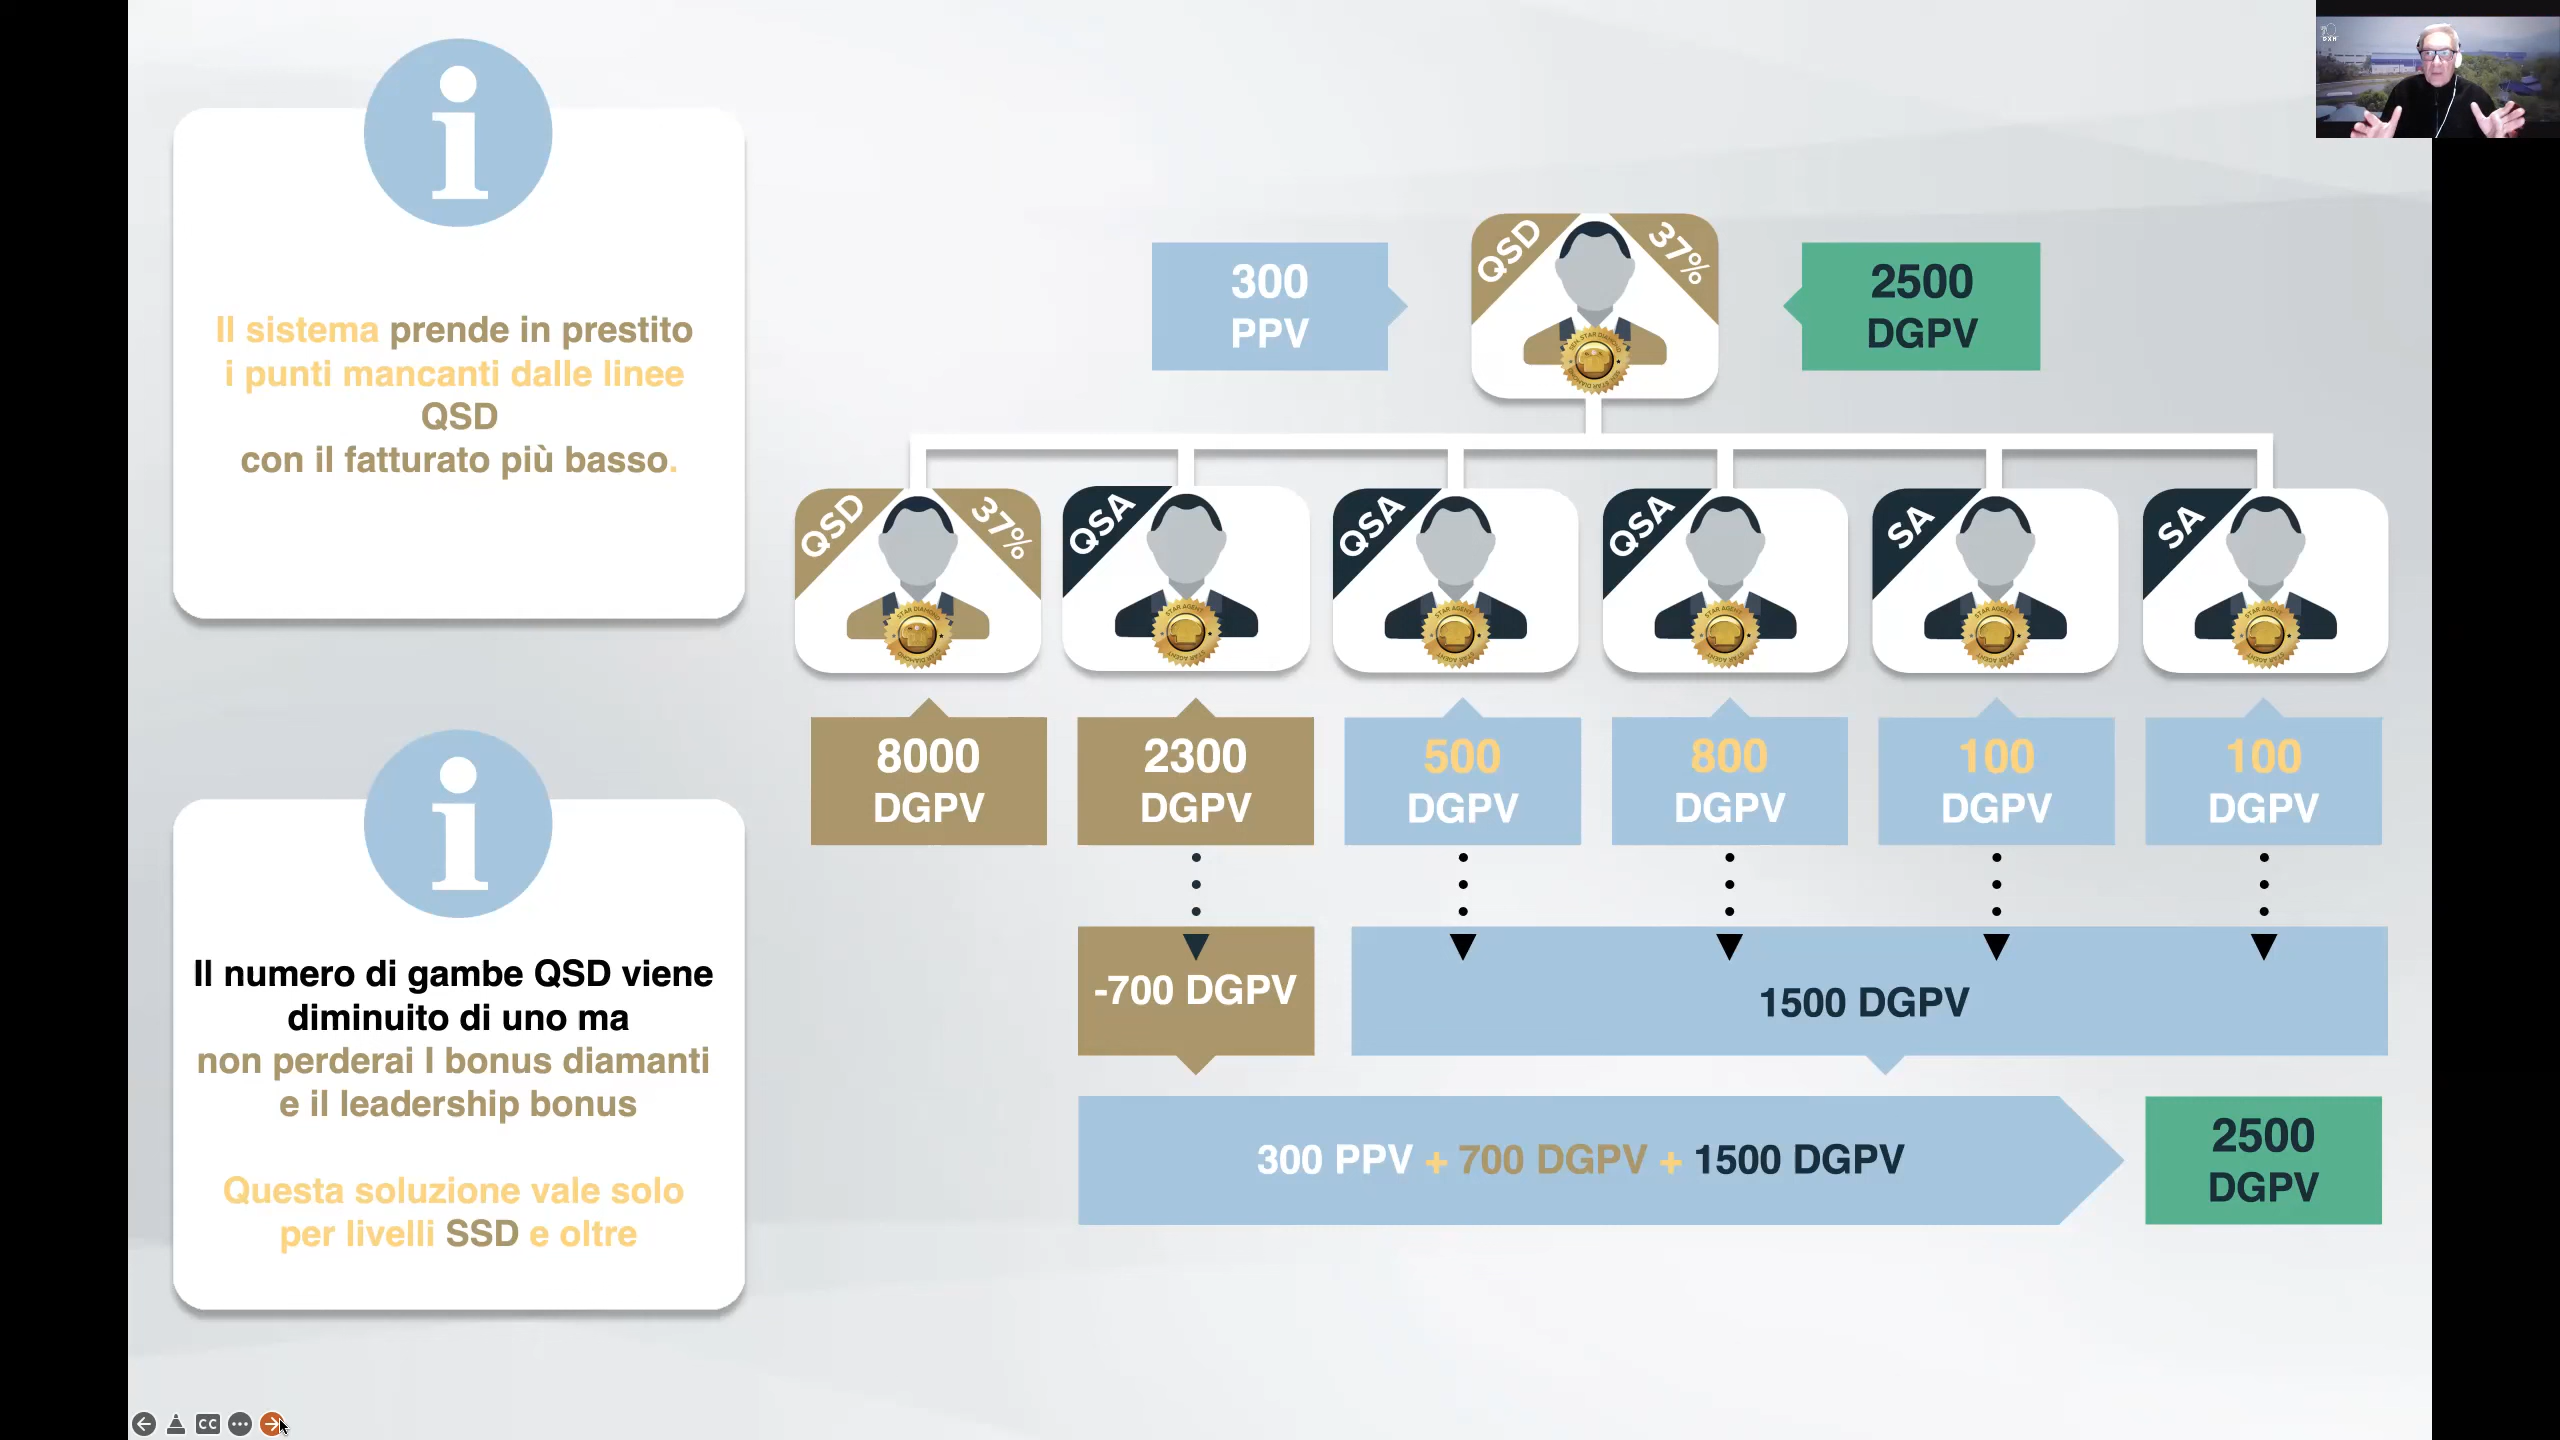 Il sistema prende in prestito
i punti mancanti dalle linee
QSD
con il fatturato più basso.
Il numero di gambe QSD viene
diminuito di uno ma
non perderai I bonus diamanti
e il leadership bonus
Questa soluzione vale solo
per livelli SSD e oltre
300
PPV
QSD
37%
2500
DGPV
QSD
37%
QSA
QSA
QSA
SA
SA
8000
DGPV
2300
DGPV
500
DGPV
800
DGPV
100
DGPV
100
DGPV
-700 DGPV
1500 DGPV
300 PPV + 700 DGPV + 1500 DGPV
2500
DGPV
CC